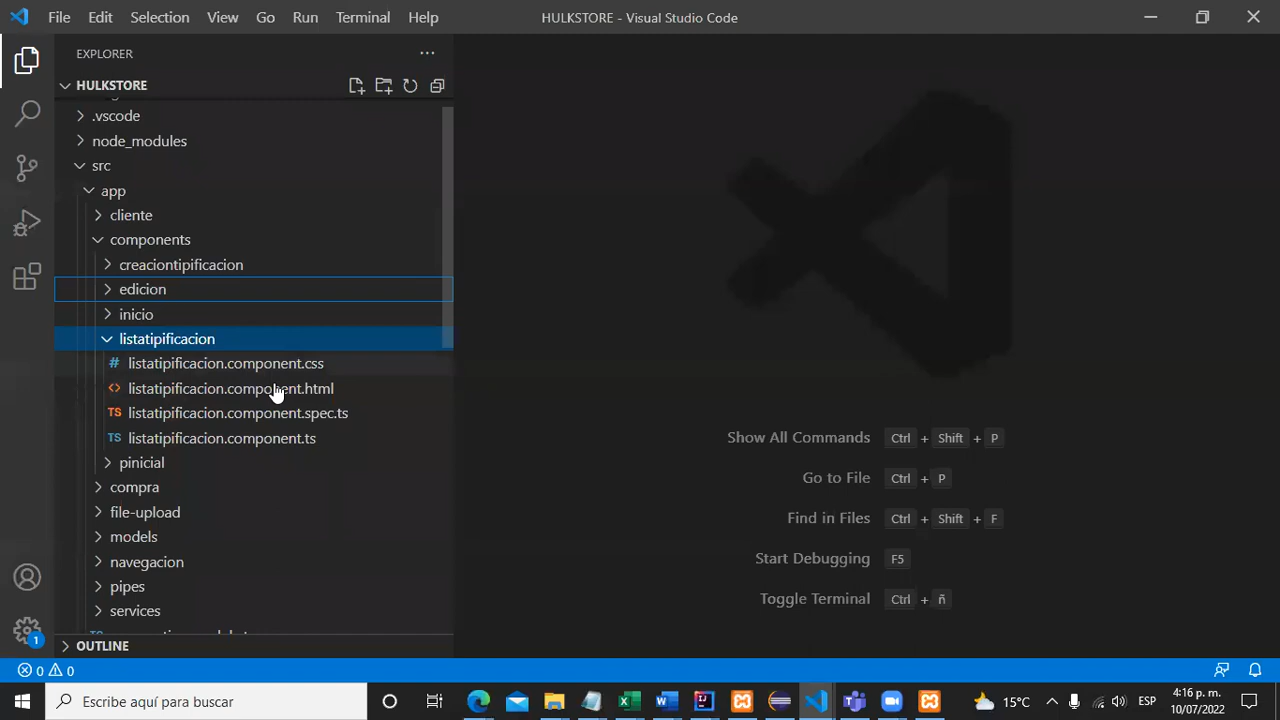 File Edit Selection View Go Run Terminal Help HULKSTORE - Visual Studio Code
EXPLORER
HULKSTORE
.vscode
node_modules
src
app
cliente
components
creaciontipificacion
edicion
inicio
listatipificacion
# listatipificacion.component.css
<> listatipificacion.component.html
TS listatipificacion.component.spec.ts
TS listatipificacion.component.ts
pinicial
compra
file-upload
models
navegacion
pipes
services
OUTLINE
Show All Commands Ctrl + Shift + P
Go to File Ctrl + P
Find in Files Ctrl + Shift + F
Start Debugging F5
Toggle Terminal Ctrl + ñ
1
0 0
Escribe aquí para buscar
15°C
ESP
4:16 p. m.
10/07/2022